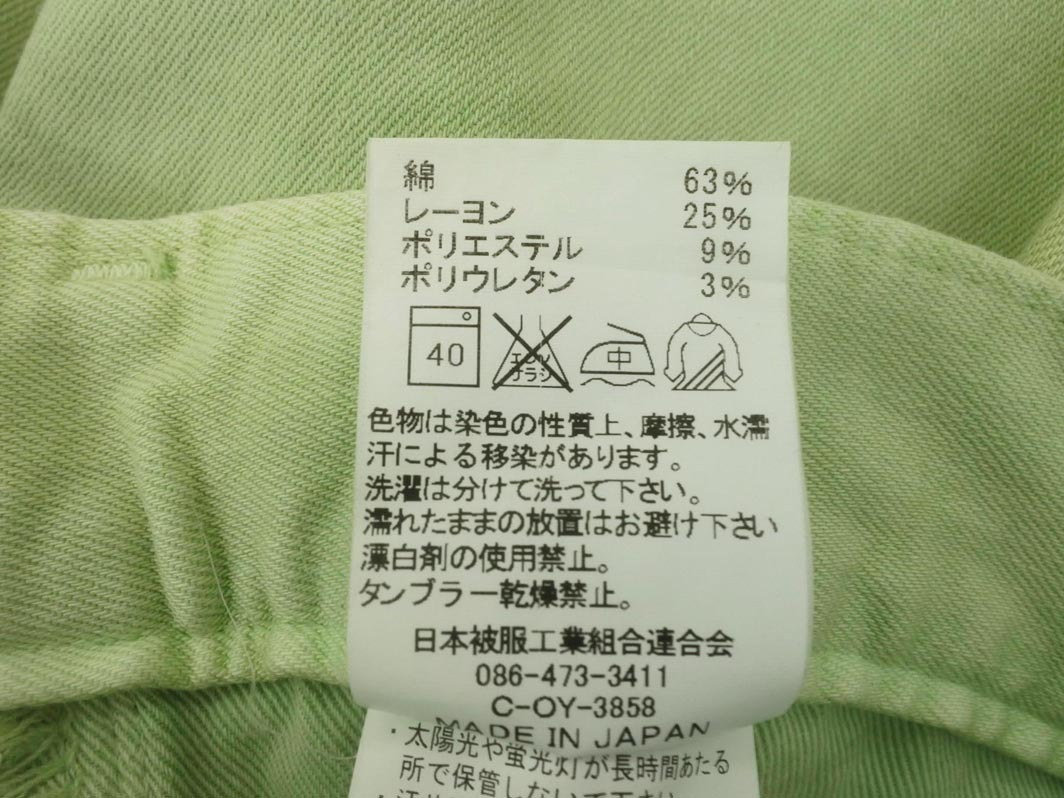 綿 63%
レーヨン 25%
ポリエステル 9%
ポリウレタン 3%
40 エンソ ナラシ 中
色物は染色の性質上、摩擦、水濡
汗による移染があります。
洗濯は分けて洗って下さい。
濡れたままの放置はお避け下さい
漂白剤の使用禁止。
タンブラー乾燥禁止。
日本被服工業組合連合会
086-473-3411
C-OY-3858
MADE IN JAPAN
・太陽光や蛍光灯が長時間あたる
所で保管しないで下さい